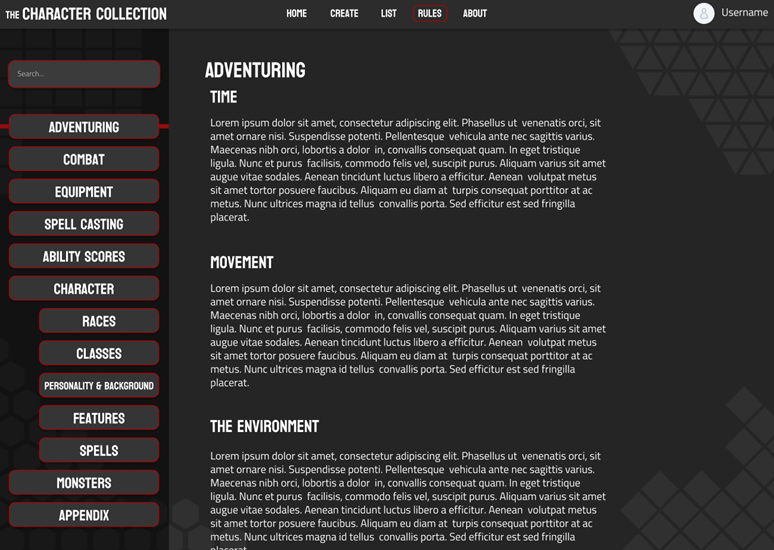 THE CHARACTER COLLECTION
HOME CREATE LIST RULES ABOUT
Username
Search...
ADVENTURING
COMBAT
EQUIPMENT
SPELL CASTING
ABILITY SCORES
CHARACTER
RACES
CLASSES
PERSONALITY & BACKGROUND
FEATURES
SPELLS
MONSTERS
APPENDIX
ADVENTURING
TIME
Lorem ipsum dolor sit amet, consectetur adipiscing elit. Phasellus ut venenatis orci, sit
amet ornare nisi. Suspendisse potenti. Pellentesque vehicula ante nec sagittis varius.
Maecenas nibh orci, lobortis a dolor in, convallis consequat quam. In eget tristique
ligula. Nunc et purus facilisis, commodo felis vel, suscipit purus. Aliquam varius sit amet
augue vitae sodales. Aenean tincidunt luctus libero a efficitur. Aenean volutpat metus
sit amet tortor posuere faucibus. Aliquam eu diam at turpis consequat porttitor at ac
metus. Nunc ultrices magna id tellus convallis porta. Sed efficitur est sed fringilla
placerat.
MOVEMENT
Lorem ipsum dolor sit amet, consectetur adipiscing elit. Phasellus ut venenatis orci, sit
amet ornare nisi. Suspendisse potenti. Pellentesque vehicula ante nec sagittis varius.
Maecenas nibh orci, lobortis a dolor in, convallis consequat quam. In eget tristique
ligula. Nunc et purus facilisis, commodo felis vel, suscipit purus. Aliquam varius sit amet
augue vitae sodales. Aenean tincidunt luctus libero a efficitur. Aenean volutpat metus
sit amet tortor posuere faucibus. Aliquam eu diam at turpis consequat porttitor at ac
metus. Nunc ultrices magna id tellus convallis porta. Sed efficitur est sed fringilla
placerat.
THE ENVIRONMENT
Lorem ipsum dolor sit amet, consectetur adipiscing elit. Phasellus ut venenatis orci, sit
amet ornare nisi. Suspendisse potenti. Pellentesque vehicula ante nec sagittis varius.
Maecenas nibh orci, lobortis a dolor in, convallis consequat quam. In eget tristique
ligula. Nunc et purus facilisis, commodo felis vel, suscipit purus. Aliquam varius sit amet
augue vitae sodales. Aenean tincidunt luctus libero a efficitur. Aenean volutpat metus
sit amet tortor posuere faucibus. Aliquam eu diam at turpis consequat porttitor at ac
metus. Nunc ultrices magna id tellus convallis porta. Sed efficitur est sed fringilla
placerat.